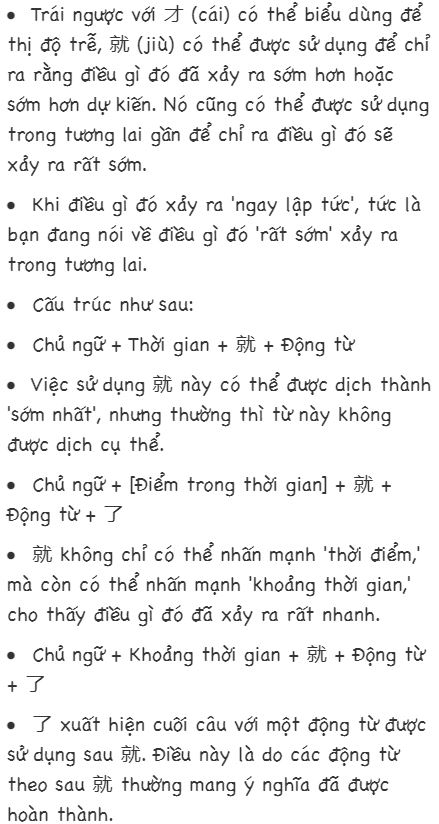 • Trái ngược với 才 (cái) có thể biểu dùng để
thị độ trễ, 就 (jiù) có thể được sử dụng để chỉ
ra rằng điều gì đó đã xảy ra sớm hơn hoặc
sớm hơn dự kiến. Nó cũng có thể được sử dụng
trong tương lai gần để chỉ ra điều gì đó sẽ
xảy ra rất sớm.
• Khi điều gì đó xảy ra 'ngay lập tức', tức là
bạn đang nói về điều gì đó 'rất sớm' xảy ra
trong tương lai.
• Cấu trúc như sau:
• Chủ ngữ + Thời gian + 就 + Động từ
• Việc sử dụng 就 này có thể được dịch thành
'sớm nhất', nhưng thường thì từ này không
được dịch cụ thể.
• Chủ ngữ + [Điểm trong thời gian] + 就 +
Động từ + 了
• 就 không chỉ có thể nhấn mạnh 'thời điểm,'
mà còn có thể nhấn mạnh 'khoảng thời gian,'
cho thấy điều gì đó đã xảy ra rất nhanh.
• Chủ ngữ + Khoảng thời gian + 就 + Động từ
+ 了
• 了 xuất hiện cuối câu với một động từ được
sử dụng sau 就. Điều này là do các động từ
theo sau 就 thường mang ý nghĩa đã được
hoàn thành.